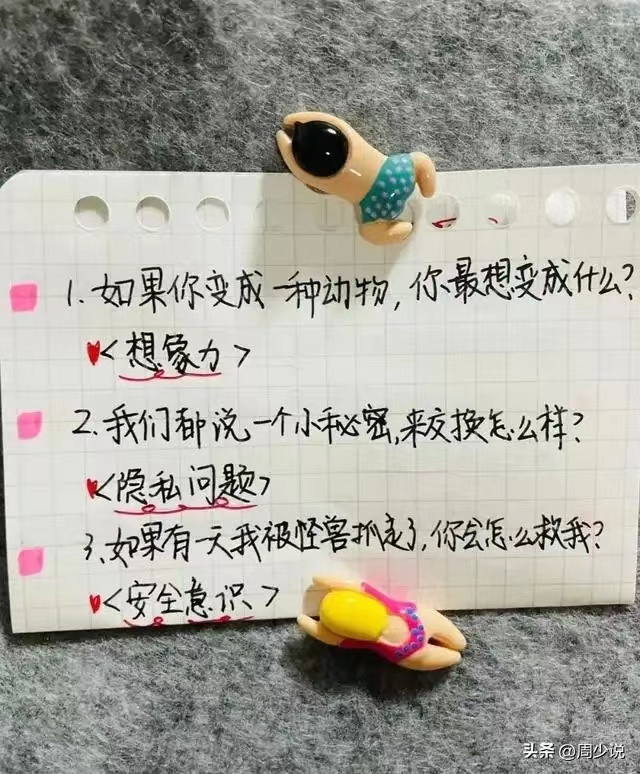 1.如果你变成一种动物，你最想变成什么？
<想象力>
2.我们都说一个小秘密,来交换怎么样？
<隐私问题>
3.如果有一天我被怪兽抓走了,你会怎么救我？
<安全意识>
头条 @周少说